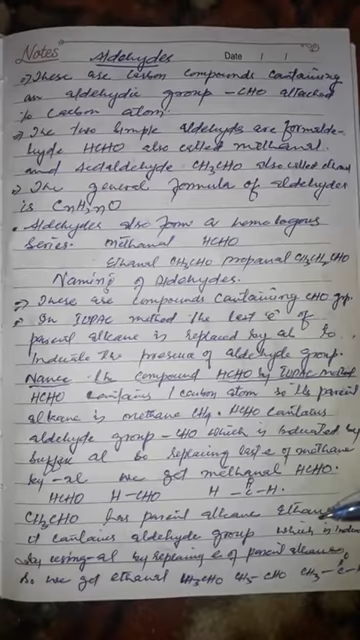 Notes Aldehydes Date / /
These are carbon compounds containing
an aldehydic group -CHO attached
to carbon atom.
The two simple aldehyds are formalde-
hyde HCHO also called methanal
and Acetaldehyde CH3CHO also called
The general formula of aldehydes
is CnH2nO
Aldehydes also form a homologous
series. methanal HCHO
Ethanal CH3CHO propanal CH3CH2CHO
Naming of Aldehydes.
These are compounds containing CHO grp.
In IUPAC method the last 'e' of
parent alkane is replaced by al to
indicate the presence of aldehyde group.
Name the compound HCHO by IUPAC method
HCHO contains 1 carbon atom so its parent
alkane is methane CH4. HCHO contains
aldehyde group -CHO which is indicated by
suffix al so replacing last e of methane
by -al we get methanal HCHO.
HCHO H-CHO H-C-H.
O
CH3CHO has parent alkane Ethane
it contains aldehyde group which is
by using -al by replacing e of parent alkane,
so we get ethanal CH3CHO CH3-CHO CH3-C-H
O